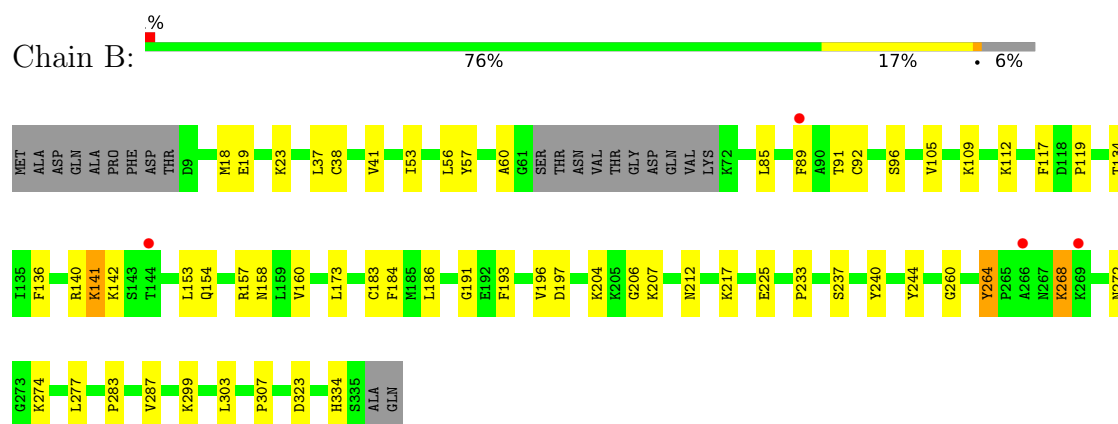 .%
Chain B:
76% 17% • 6%
MET ALA ASP GLN ALA PRO PHE ASP THR D9 M18 E19 K23 L37 C38 V41 I53 L56 Y57 A60 G61 SER THR ASN VAL THR GLY ASP GLN VAL LYS K72 L85 F89 A90 T91 C92 S96 V105 K109 K112 F117 D118 P119 T134
I135 F136 R140 K141 K142 S143 T144 L153 Q154 R157 N158 L159 V160 L173 C183 F184 M185 L186 G191 E192 F193 V196 D197 K204 K205 G206 K207 N212 K217 E225 P233 S237 Y240 Y244 G260 Y264 P265 A266 N267 K268 K269 N272
G273 K274 L277 P283 V287 K299 L303 P307 D323 H334 S335 ALA GLN